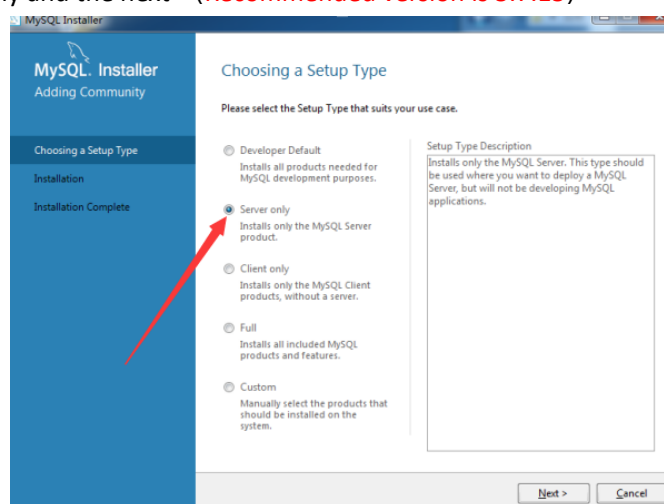 and the next
MySQL Installer
MySQL. Installer
Adding Community
Choosing a Setup Type
Installation
Installation Complete
Choosing a Setup Type
Please select the Setup Type that suits your use case.
Developer Default
Installs all products needed for
MySQL development purposes.
Server only
Installs only the MySQL Server
product.
Client only
Installs only the MySQL Client
products, without a server.
Full
Installs all included MySQL
products and features.
Custom
Manually select the products that
should be installed on the
system.
Setup Type Description
Installs only the MySQL Server. This type should
be used where you want to deploy a MySQL
Server, but will not be developing MySQL
applications.
Next >
Cancel